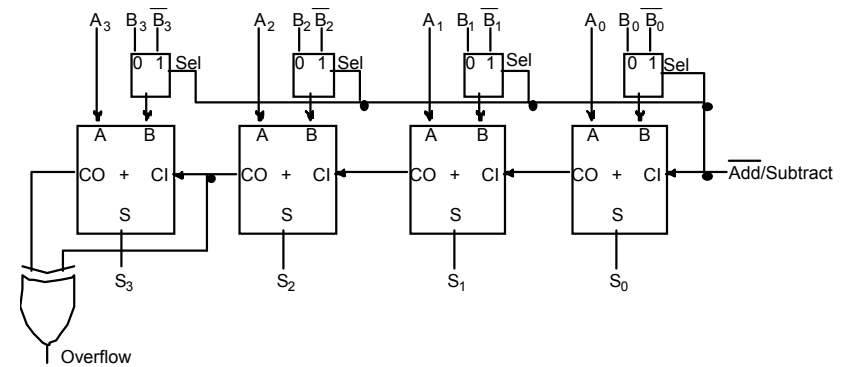 A3 B3 B̅3 A2 B2 B̅2 A1 B1 B̅1 A0 B0 B̅0
0 1 Sel 0 1 Sel 0 1 Sel 0 1 Sel
A B A B A B A B
CO + CI CO + CI CO + CI CO + CI A̅d̅d̅/Subtract
S S S S
S3 S2 S1 S0
Overflow